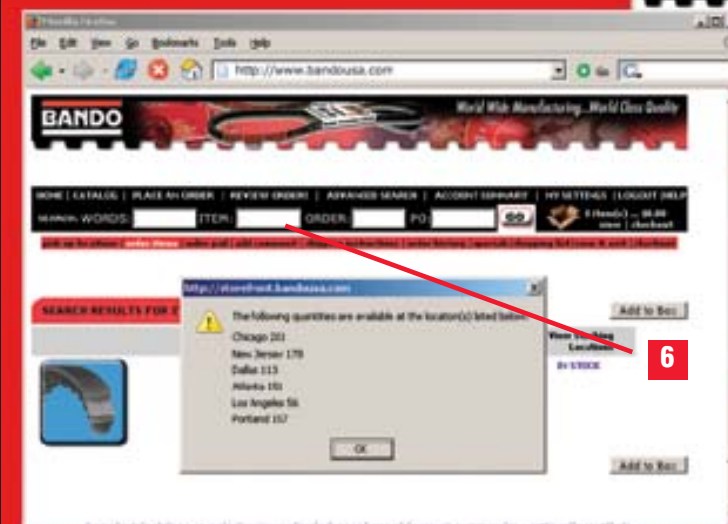 Mozilla Firefox
File Edit View Go Bookmarks Tools Help
http://www.bandousa.com
G
BANDO
World Wide Manufacturing...World Class Quality
HOME | CATALOG | PLACE AN ORDER | REVIEW ORDERS | ADVANCED SEARCH | ACCOUNT SUMMARY | MY SETTINGS | LOGOUT | HELP
SEARCH: WORDS: ITEM: ORDER: PO: GO
0 item(s) ... $0.00
view | checkout
http://storefront.bandousa.com
The following quantities are available at the location(s) listed below:
Chicago 201
New Jersey 178
Dallas 113
Atlanta 151
Los Angeles 56
Portland 157
OK
SEARCH RESULTS FOR
Add to Box
View Stocking
Locations
IN STOCK
6
Add to Box